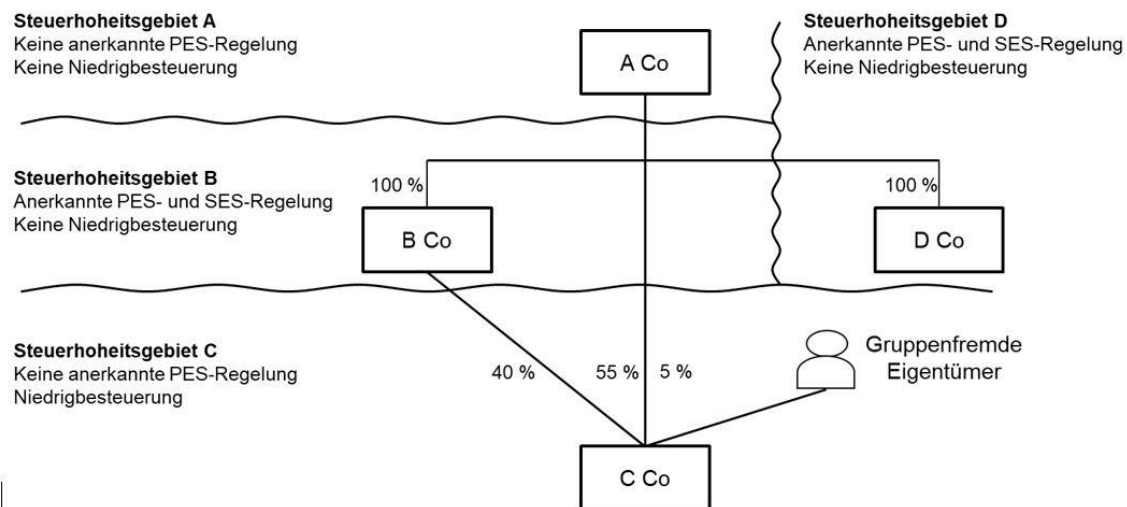 Steuerhoheitsgebiet A
Keine anerkannte PES-Regelung
Keine Niedrigbesteuerung
A Co
Steuerhoheitsgebiet D
Anerkannte PES- und SES-Regelung
Keine Niedrigbesteuerung
Steuerhoheitsgebiet B
Anerkannte PES- und SES-Regelung
Keine Niedrigbesteuerung
100 %
B Co
100 %
D Co
Steuerhoheitsgebiet C
Keine anerkannte PES-Regelung
Niedrigbesteuerung
40 %
55 %
5 %
Gruppenfremde
Eigentümer
C Co